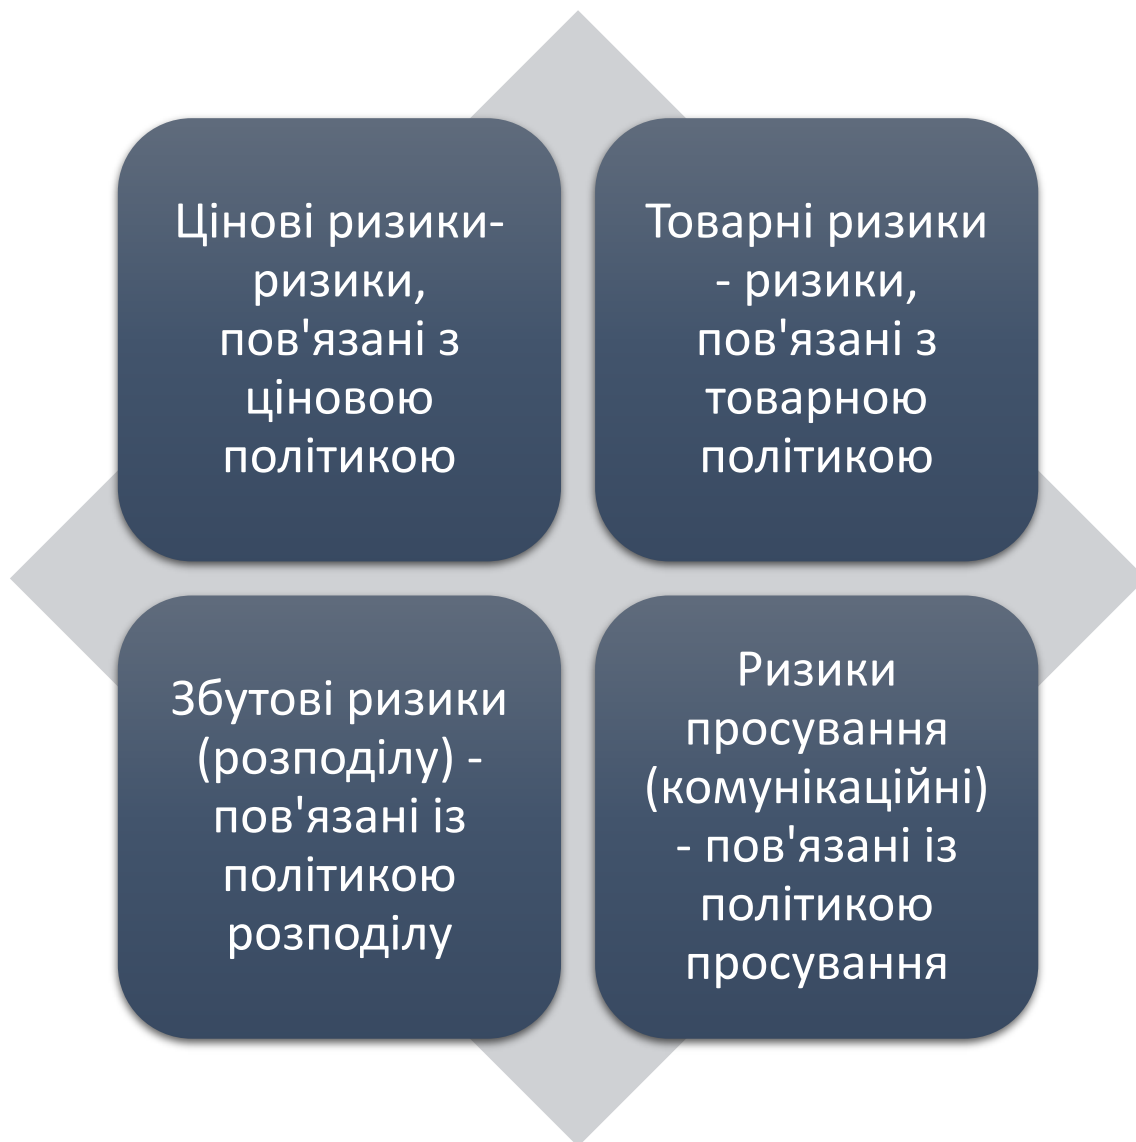 Цінові ризики-
ризики,
пов'язані з
ціновою
політикою
Товарні ризики
- ризики,
пов'язані з
товарною
політикою
Збутові ризики
(розподілу) -
пов'язані із
політикою
розподілу
Ризики
просування
(комунікаційні)
- пов'язані із
політикою
просування